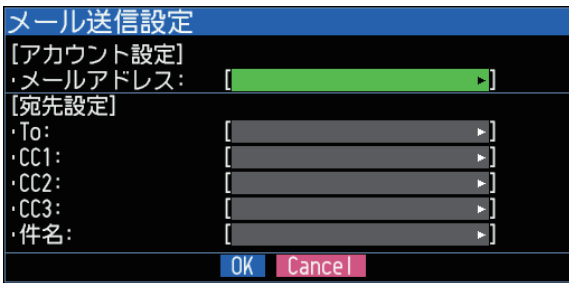 メール送信設定
[アカウント設定]
・メールアドレス: [ ▸]
[宛先設定]
・To: [ ▸]
・CC1: [ ▸]
・CC2: [ ▸]
・CC3: [ ▸]
・件名: [ ▸]
OK Cancel